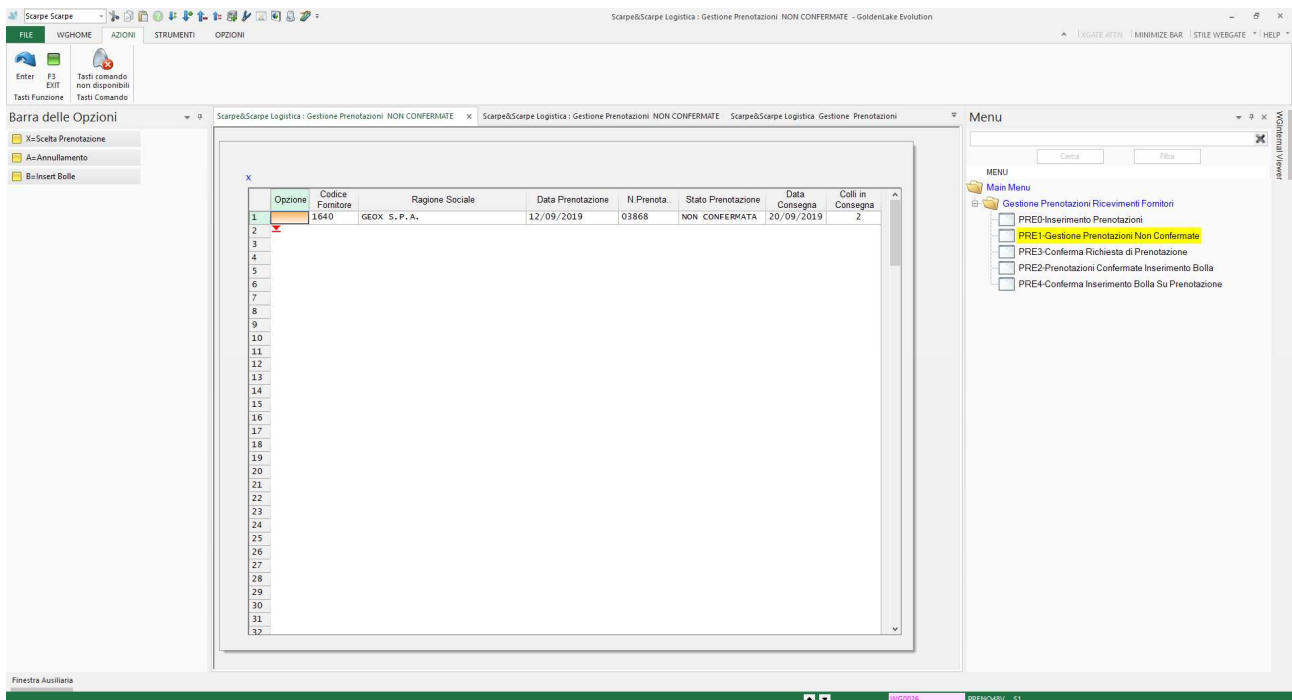 Scarpe Scarpe
Scarpe&Scarpe Logistica : Gestione Prenotazioni NON CONFERMATE - GoldenLake Evolution
FILE WGHOME AZIONI STRUMENTI OPZIONI
XGATE ATTN MINIMIZE BAR STILE WEBGATE HELP
Enter F3 EXIT Tasti comando non disponibili
Tasti Funzione Tasti Comando
Barra delle Opzioni
X=Scelta Prenotazione
A=Annullamento
B=Insert Bolle
Scarpe&Scarpe Logistica : Gestione Prenotazioni NON CONFERMATE x Scarpe&Scarpe Logistica : Gestione Prenotazioni NON CONFERMATE Scarpe&Scarpe Logistica Gestione Prenotazioni
X
Opzione Codice Fornitore Ragione Sociale Data Prenotazione N.Prenota.. Stato Prenotazione Data Consegna Colli in Consegna
1 1640 GEOX S.P.A. 12/09/2019 03868 NON CONFERMATA 20/09/2019 2
2
3
4
5
6
7
8
9
10
11
12
13
14
15
16
17
18
19
20
21
22
23
24
25
26
27
28
29
30
31
32
Menu
Cerca Filtra
MENU
Main Menu
Gestione Prenotazioni Ricevimenti Fornitori
PRE0-Inserimento Prenotazioni
PRE1-Gestione Prenotazioni Non Confermate
PRE3-Conferma Richiesta di Prenotazione
PRE2-Prenotazioni Confermate Inserimento Bolla
PRE4-Conferma Inserimento Bolla Su Prenotazione
WGInternal Viewer
Finestra Ausiliaria
WG0026 PRENO48V S1